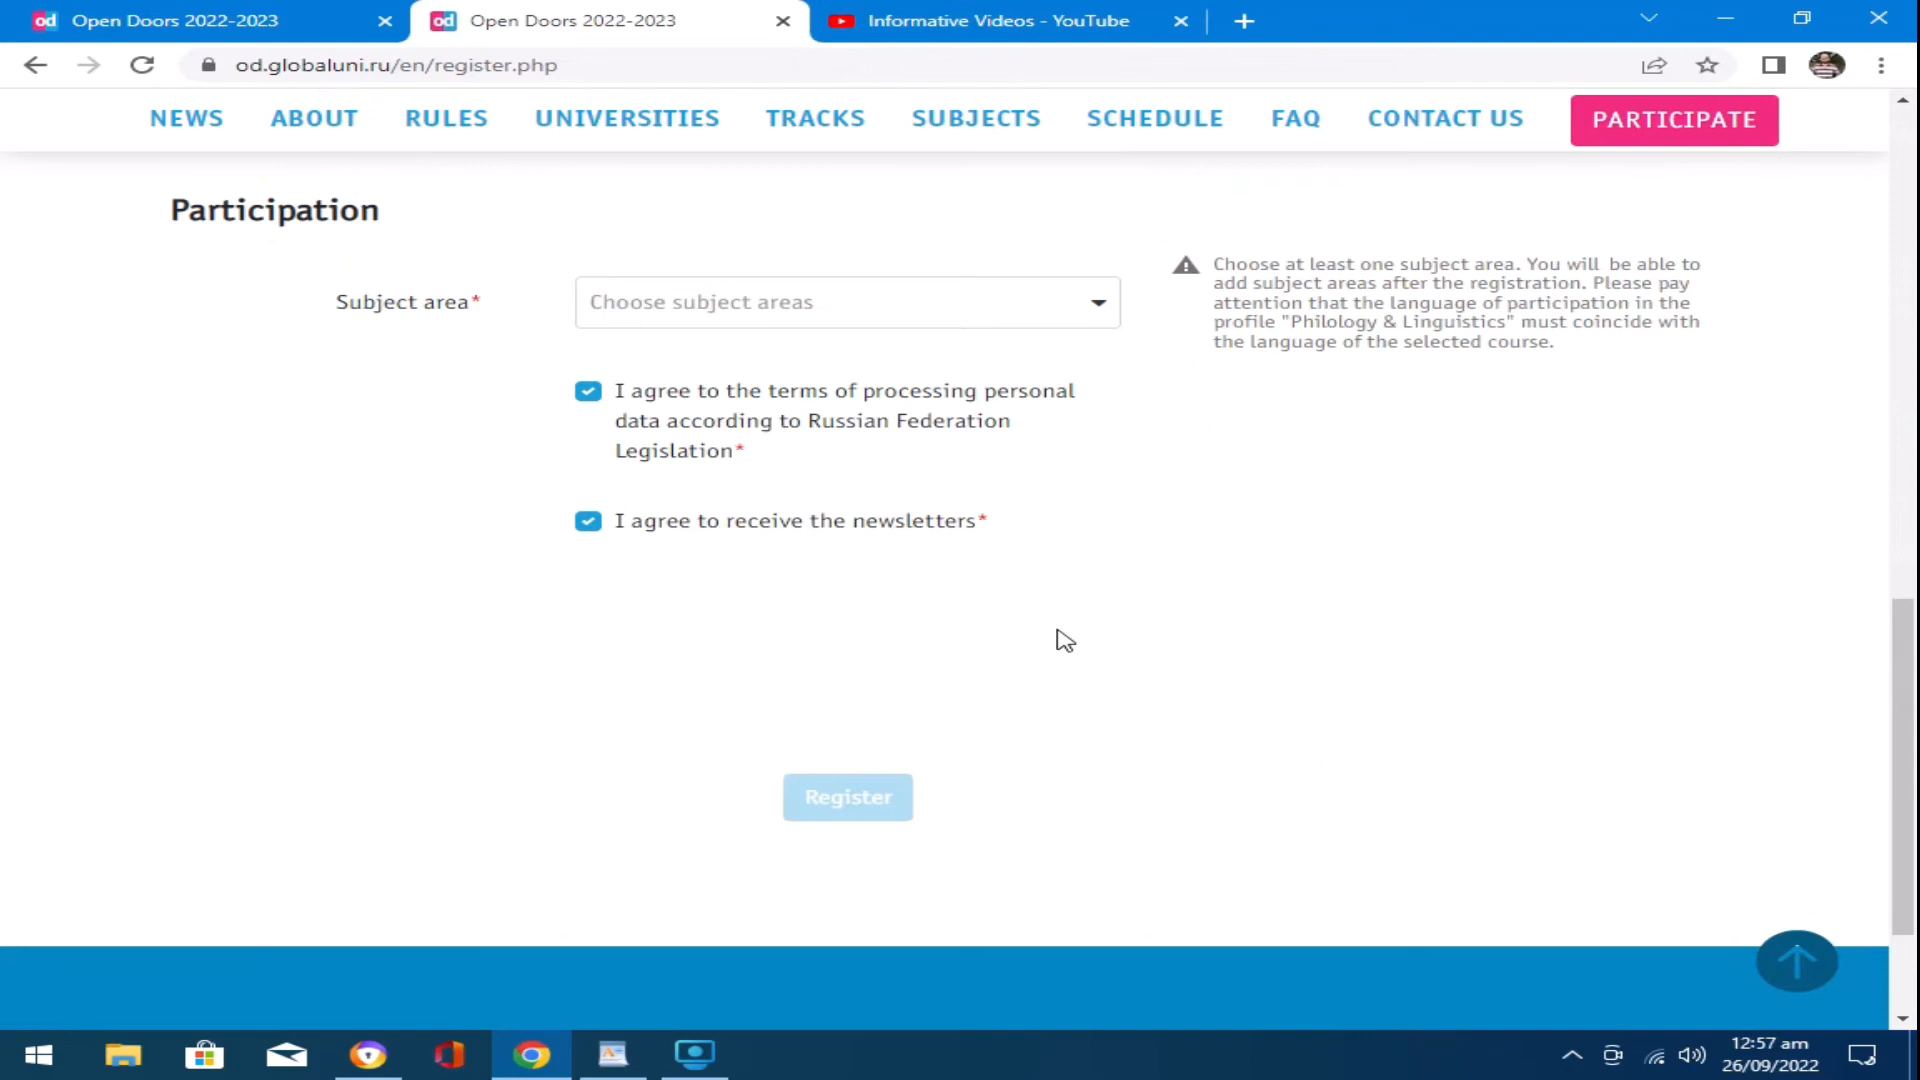 od Open Doors 2022-2023
od Open Doors 2022-2023
Informative Videos - YouTube
od.globaluni.ru/en/register.php
NEWS ABOUT RULES UNIVERSITIES TRACKS SUBJECTS SCHEDULE FAQ CONTACT US PARTICIPATE
Participation
Subject area* Choose subject areas
Choose at least one subject area. You will be able to
add subject areas after the registration. Please pay
attention that the language of participation in the
profile "Philology & Linguistics" must coincide with
the language of the selected course.
I agree to the terms of processing personal
data according to Russian Federation
Legislation*
I agree to receive the newsletters*
Register
12:57 am
26/09/2022